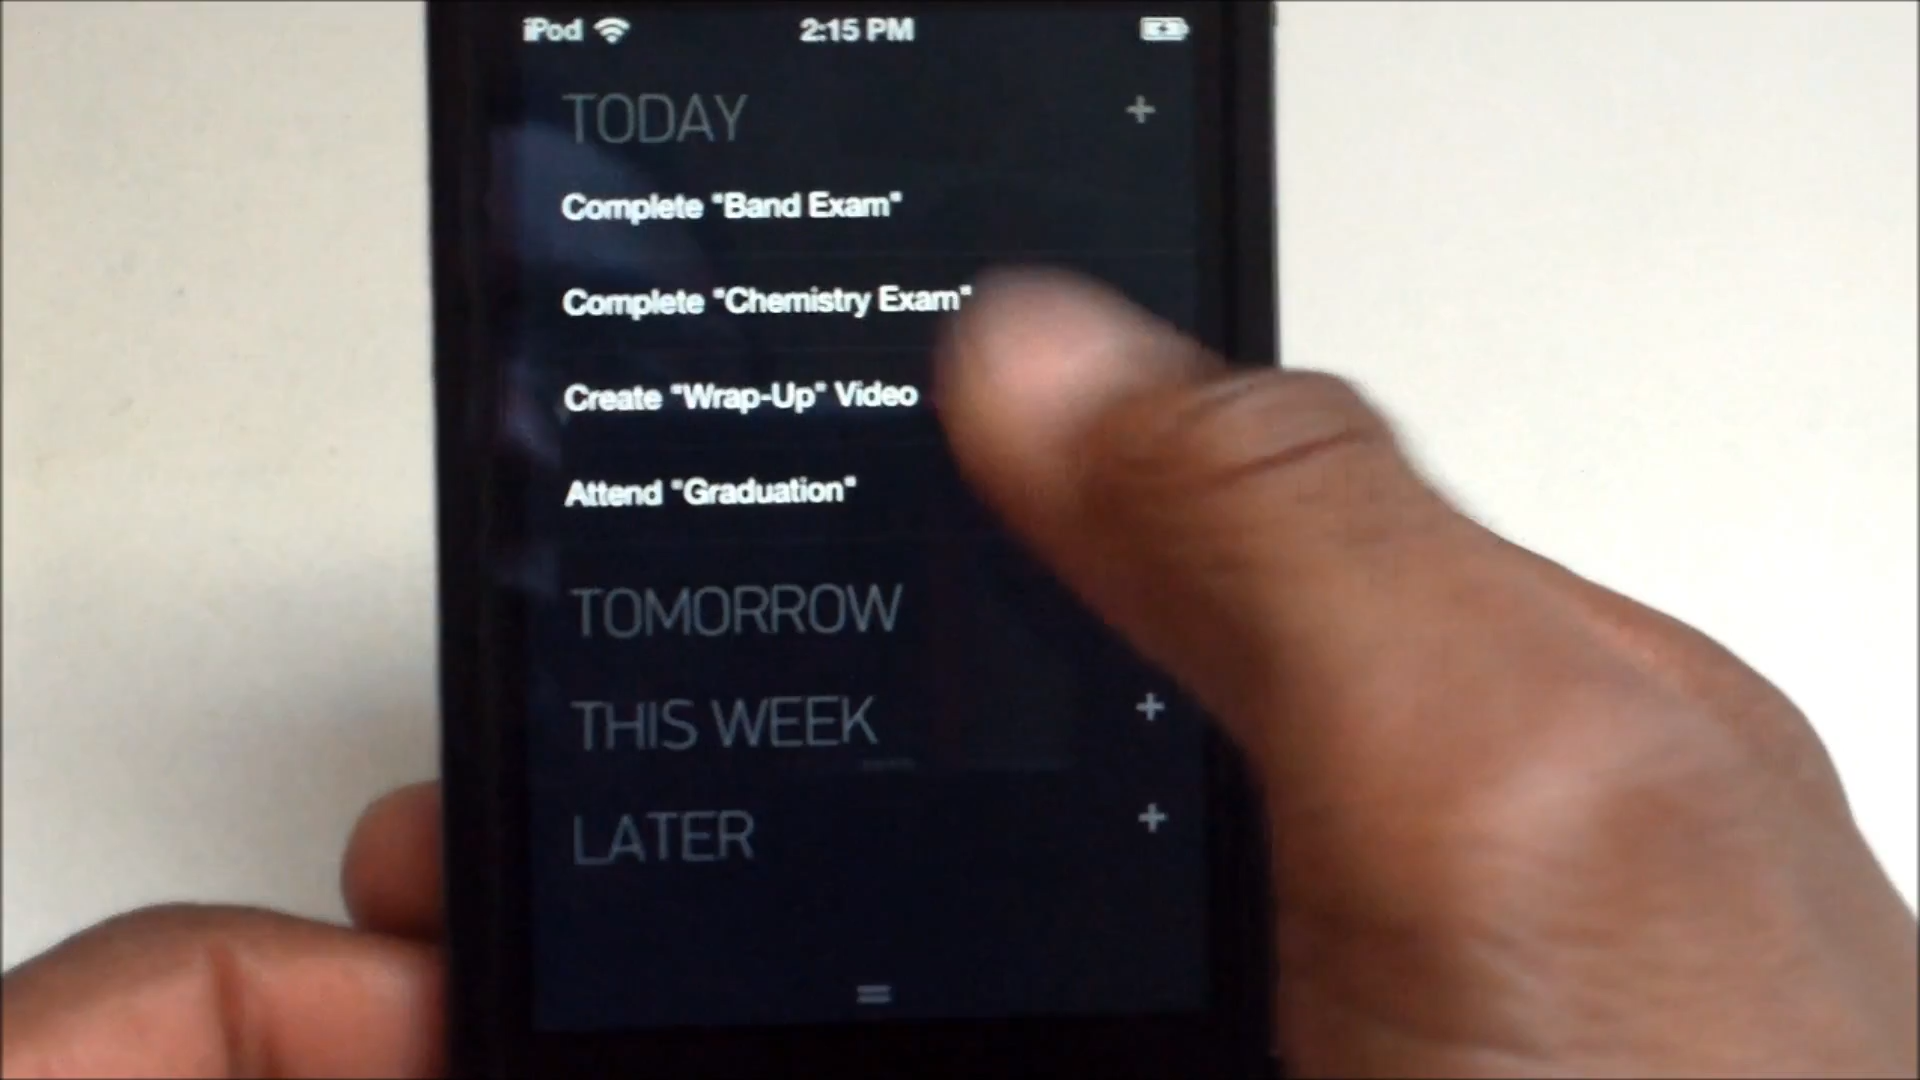 iPod 2:15 PM
TODAY +
Complete "Band Exam"
Complete "Chemistry Exam"
Create "Wrap-Up" Video
Attend "Graduation"
TOMORROW
THIS WEEK +
LATER +